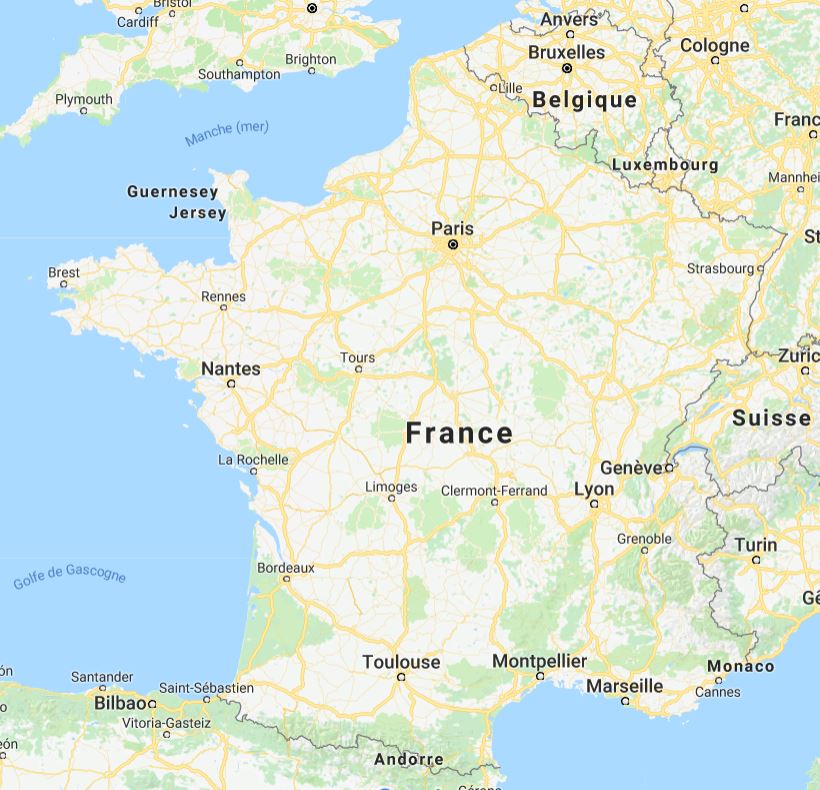 Bristol
Cardiff
Anvers
Bruxelles
Cologne
Brighton
Southampton
Lille
Belgique
Plymouth
Franc
Manche (mer)
Luxembourg
Mannhei
Guernesey
Jersey
Paris
St
Strasbourg
Brest
Rennes
Tours
Zuric
Nantes
Suisse
France
La Rochelle
Genève
Limoges
Clermont-Ferrand
Lyon
Grenoble
Turin
Golfe de Gascogne
Bordeaux
Gê
Toulouse
Montpellier
Monaco
ón
Santander
Saint-Sébastien
Marseille
Cannes
Bilbao
o
Vitoria-Gasteiz
eón
Andorre